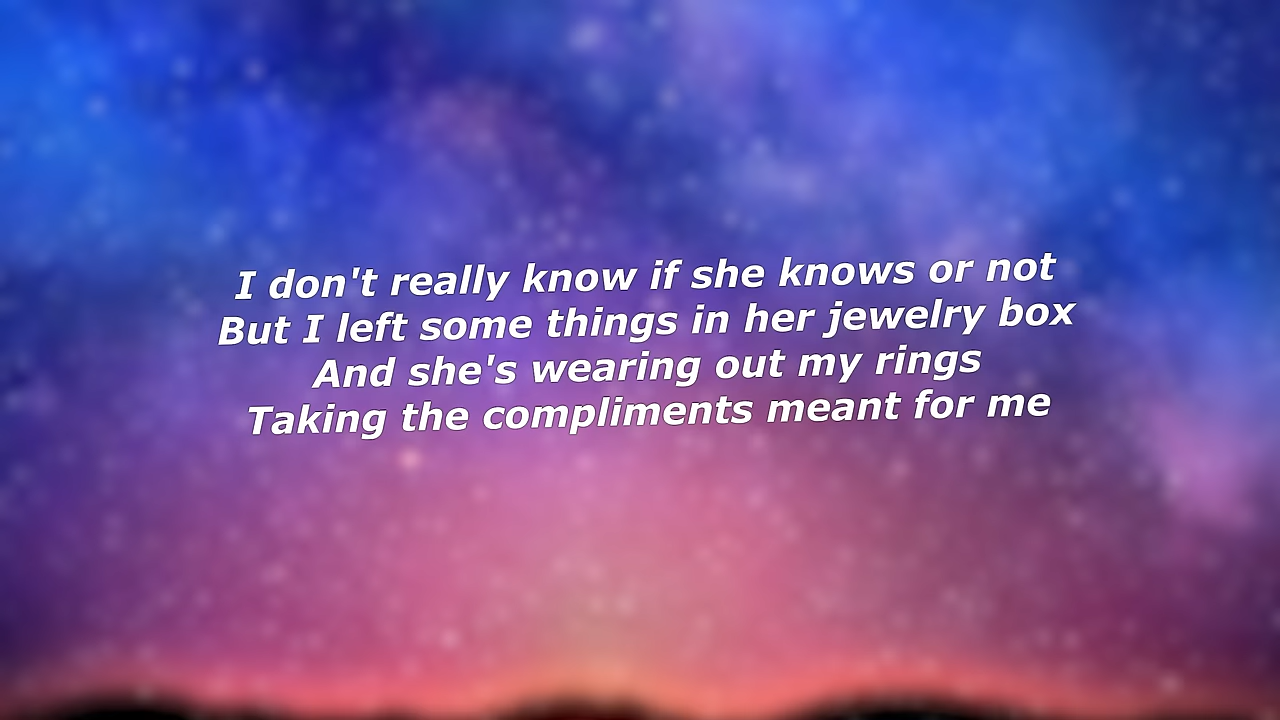 I don't really know if she knows or not
But I left some things in her jewelry box
And she's wearing out my rings
Taking the compliments meant for me